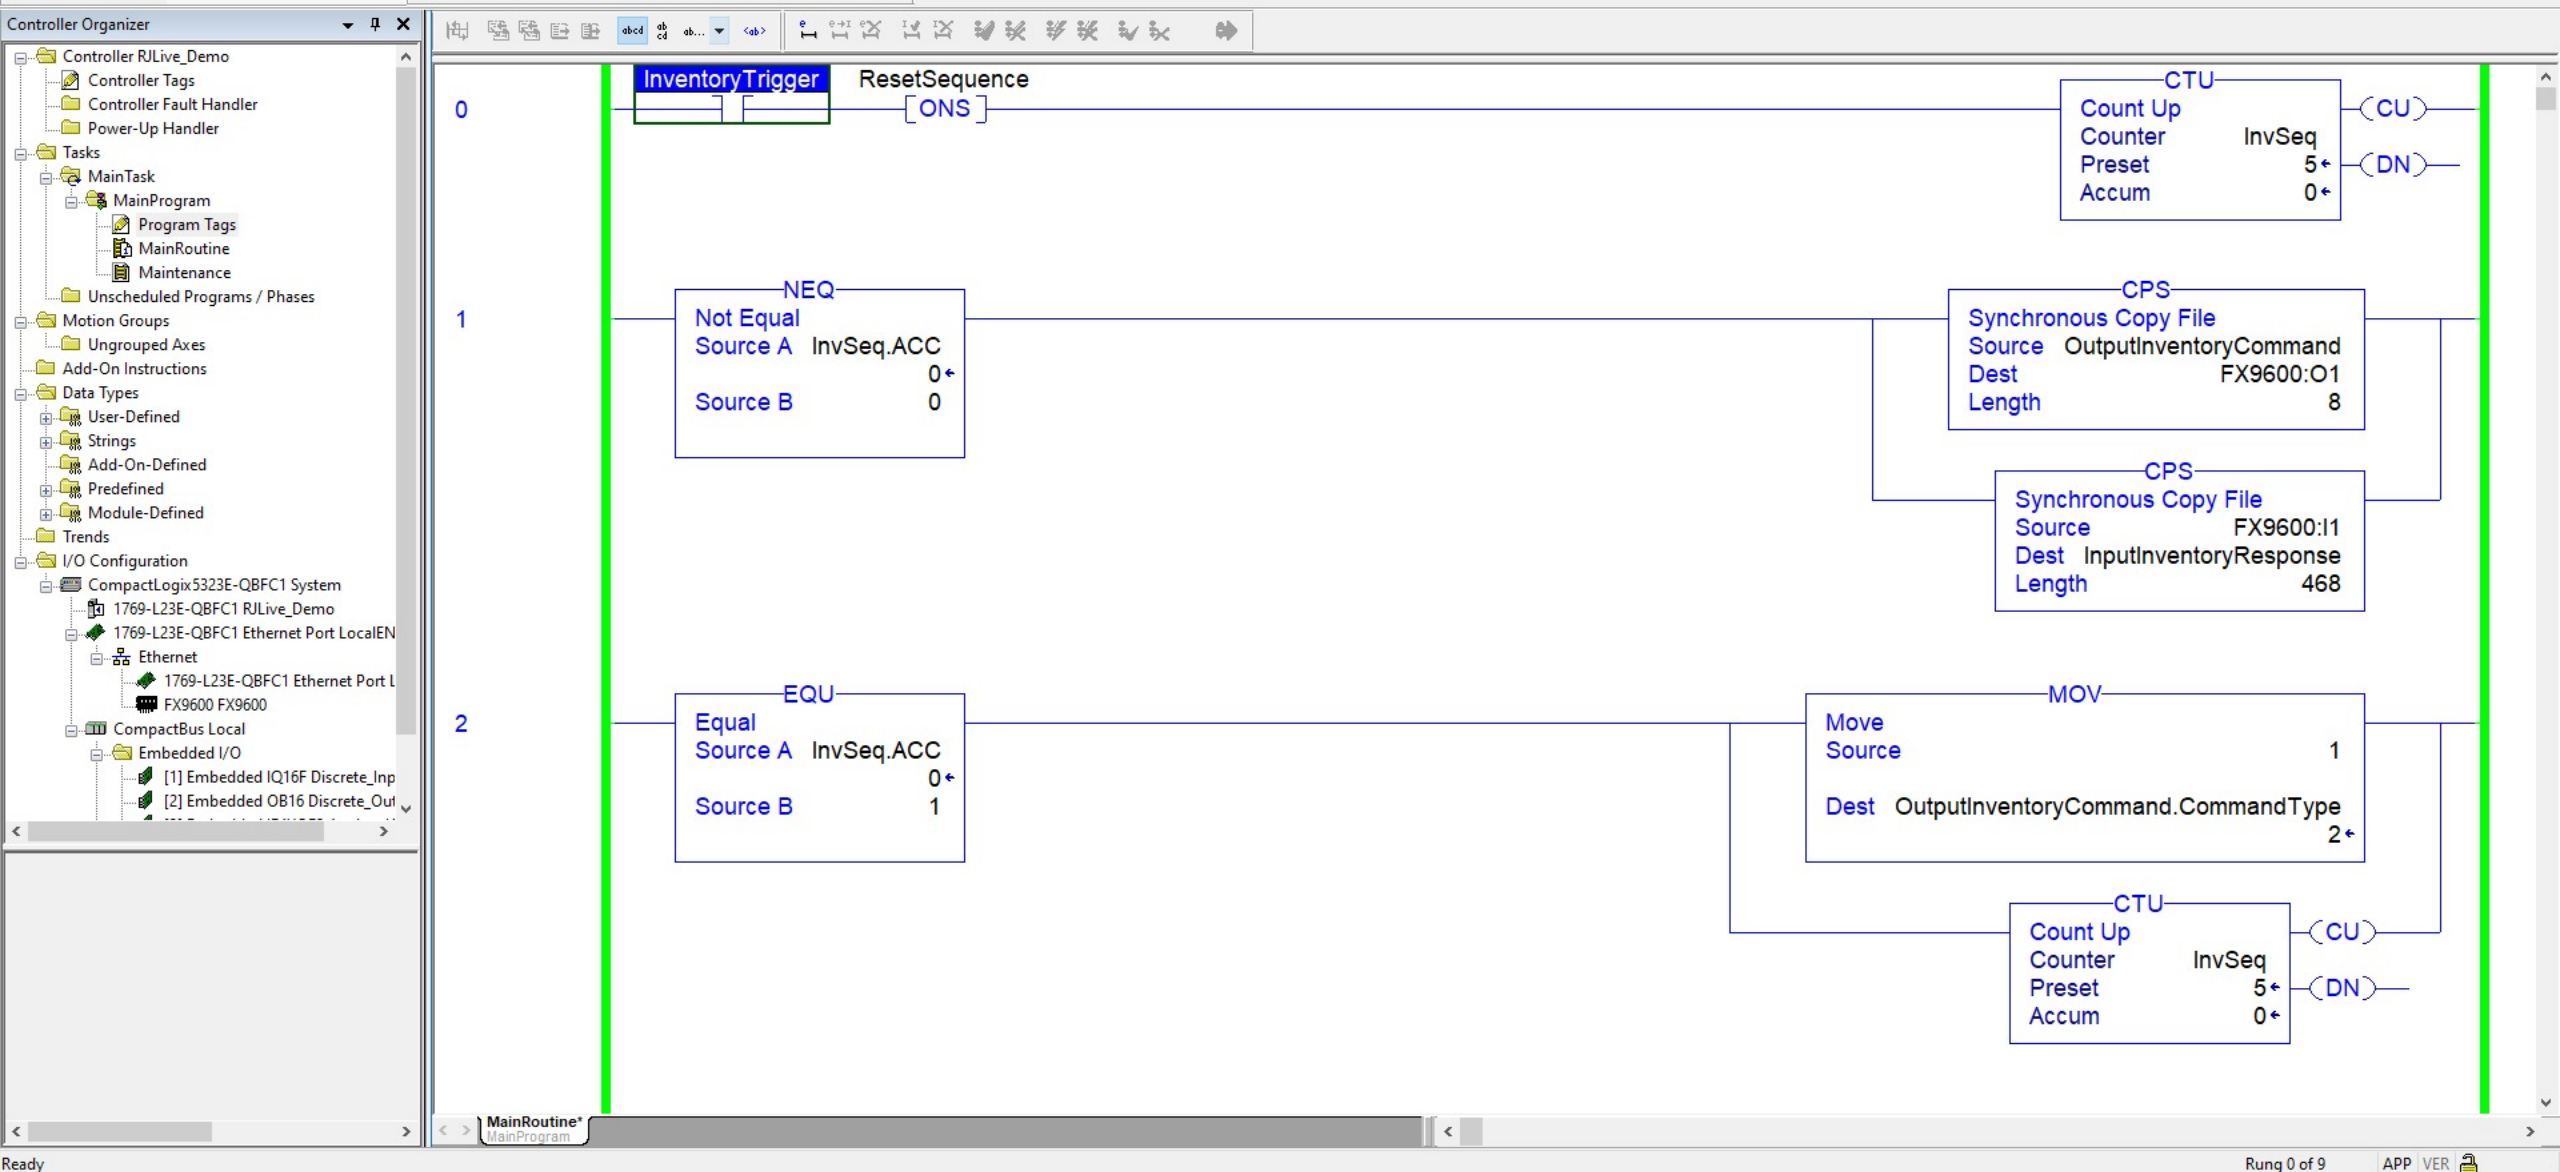 Controller Organizer
Controller RJLive_Demo
Controller Tags
Controller Fault Handler
Power-Up Handler
Tasks
MainTask
MainProgram
Program Tags
MainRoutine
Maintenance
Unscheduled Programs / Phases
Motion Groups
Ungrouped Axes
Add-On Instructions
Data Types
User-Defined
Strings
Add-On-Defined
Predefined
Module-Defined
Trends
I/O Configuration
CompactLogix5323E-QBFC1 System
1769-L23E-QBFC1 RJLive_Demo
1769-L23E-QBFC1 Ethernet Port LocalEN
Ethernet
1769-L23E-QBFC1 Ethernet Port L
FX9600 FX9600
CompactBus Local
Embedded I/O
[1] Embedded IQ16F Discrete_Inp
[2] Embedded OB16 Discrete_Out
abcd ab cd ab... <ab>
0
InventoryTrigger ResetSequence
ONS
CTU
Count Up
Counter InvSeq
Preset 5
Accum 0
CU
DN
1
NEQ
Not Equal
Source A InvSeq.ACC
0
Source B 0
CPS
Synchronous Copy File
Source OutputInventoryCommand
Dest FX9600:O1
Length 8
CPS
Synchronous Copy File
Source FX9600:I1
Dest InputInventoryResponse
Length 468
2
EQU
Equal
Source A InvSeq.ACC
0
Source B 1
MOV
Move
Source 1
Dest OutputInventoryCommand.CommandType
2
CTU
Count Up
Counter InvSeq
Preset 5
Accum 0
CU
DN
MainRoutine*
MainProgram
Ready
Rung 0 of 9 APP VER